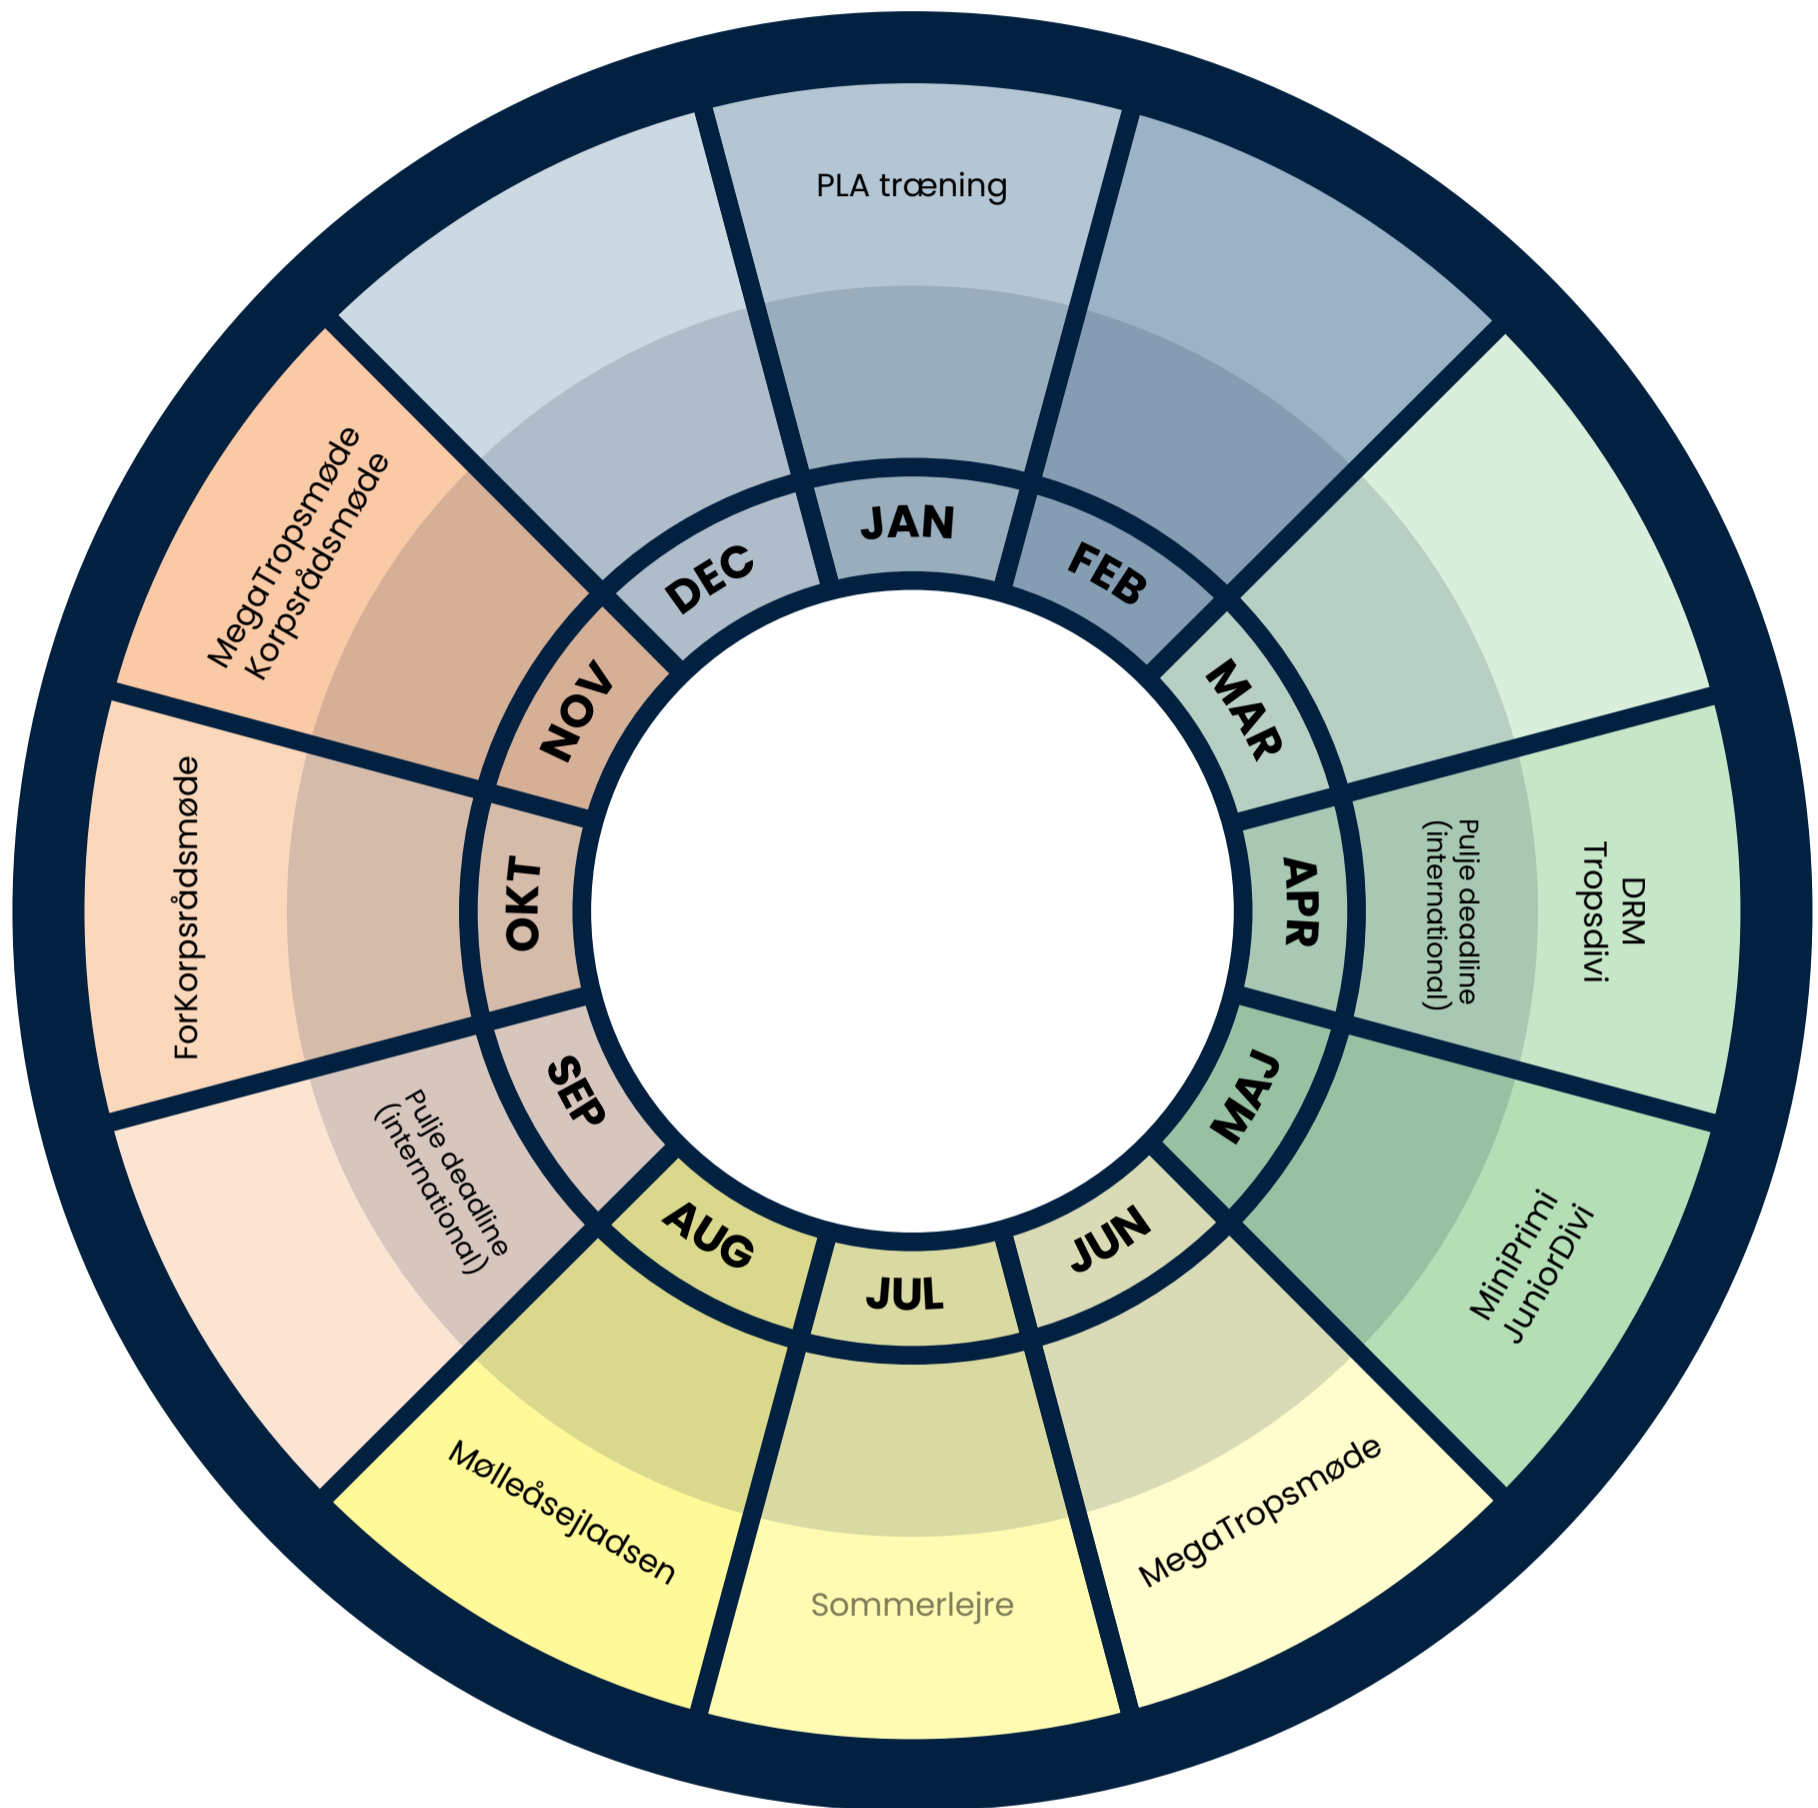 PLA træning
JAN
FEB
MAR
DRM
Tropsdivi
Pulje deadline
(international)
APR
MiniPrimi
JuniorDivi
MAJ
MegaTropsmøde
JUN
Sommerlejre
JUL
Mølleåsejladsen
AUG
Pulje deadline
(international)
SEP
ForKorpsrådsmøde
OKT
MegaTropsmøde
Korpsrådsmøde
NOV
DEC